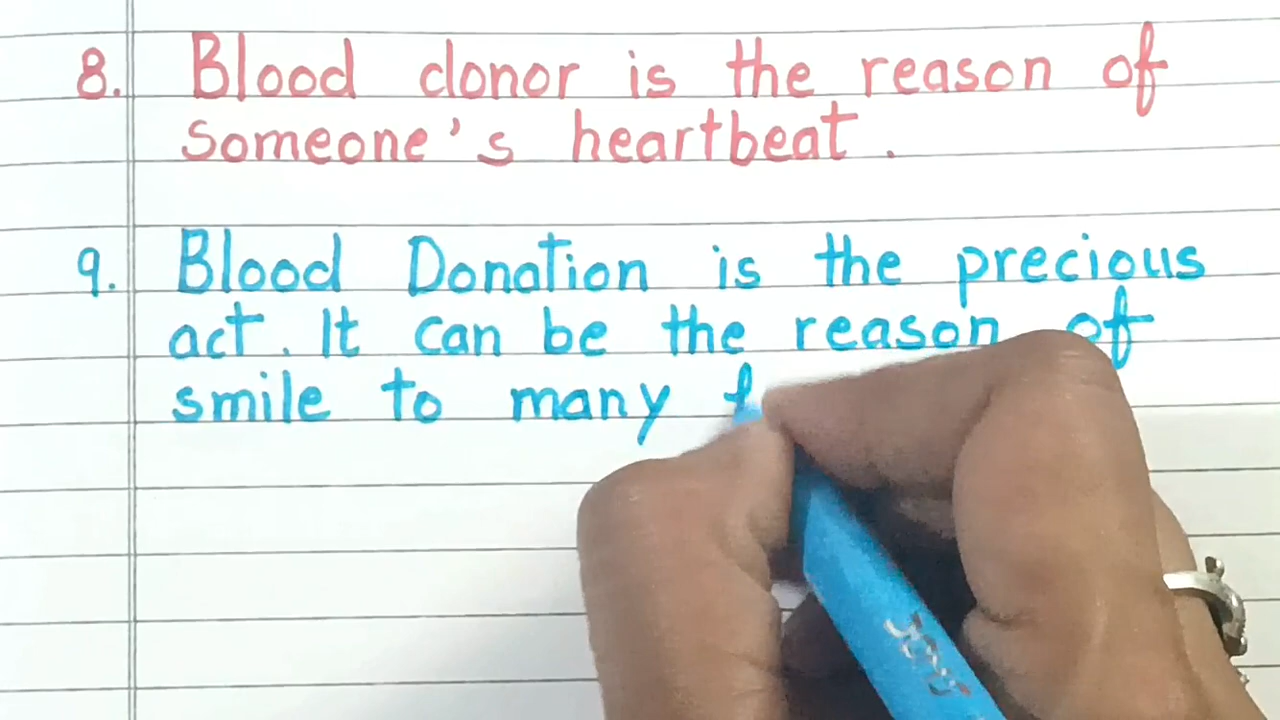 8. Blood donor is the reason of
someone's heartbeat.
9. Blood Donation is the precious
act. It can be the reason of
smile to many f